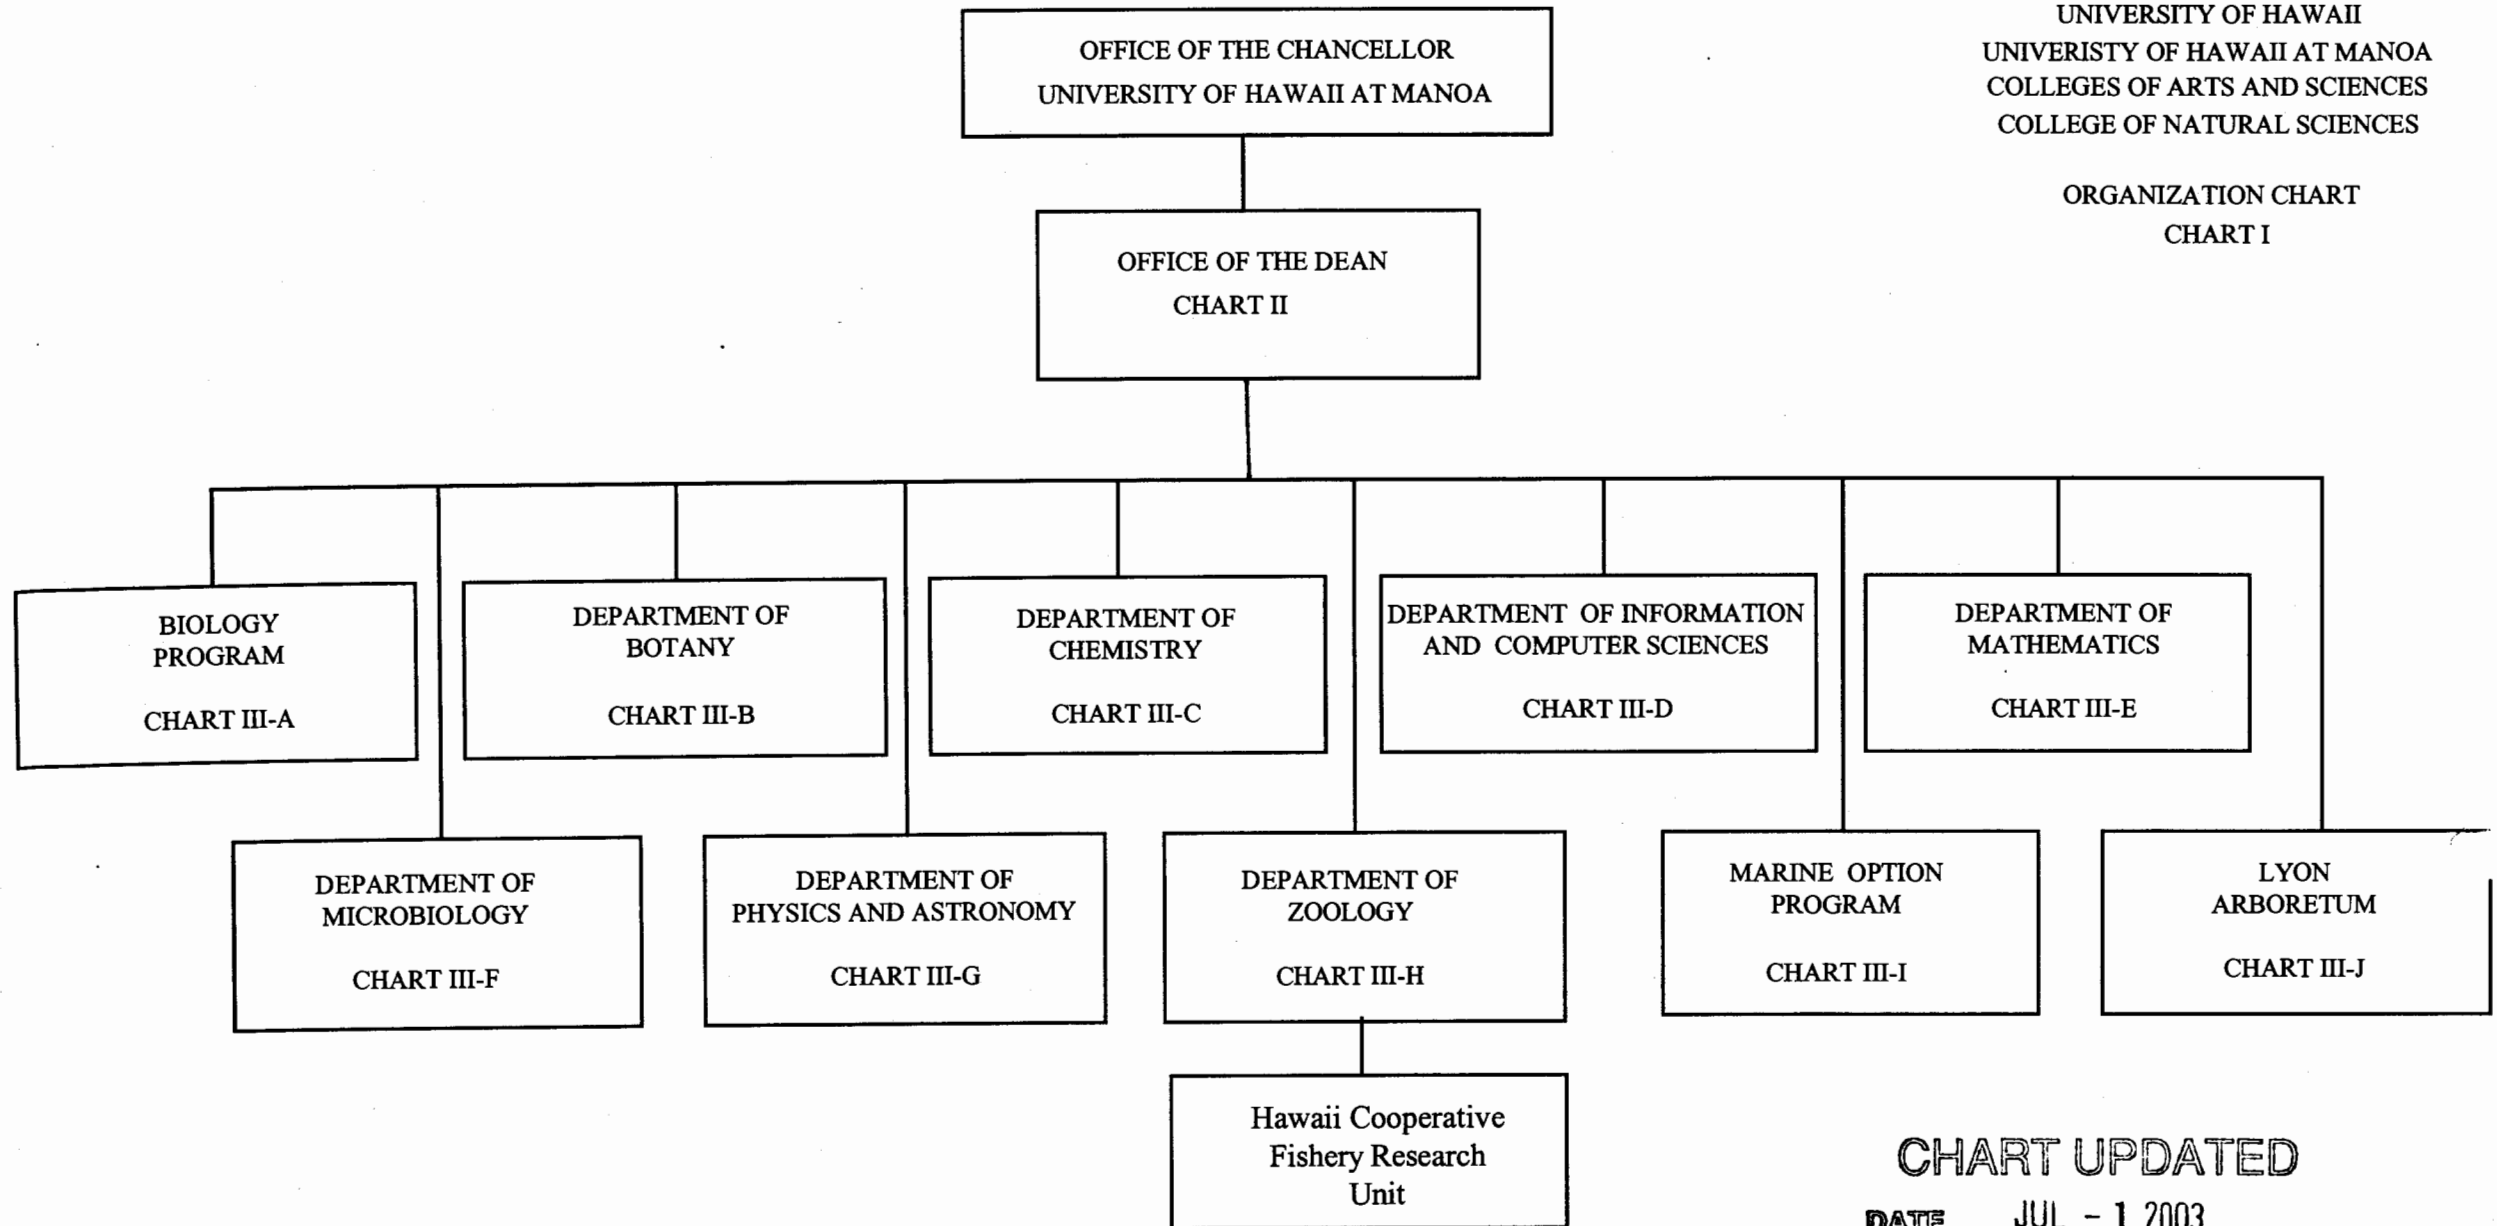 OFFICE OF THE CHANCELLOR
UNIVERSITY OF HAWAII AT MANOA
UNIVERSITY OF HAWAII
UNIVERISTY OF HAWAII AT MANOA
COLLEGES OF ARTS AND SCIENCES
COLLEGE OF NATURAL SCIENCES
ORGANIZATION CHART
CHART I
OFFICE OF THE DEAN
CHART II
BIOLOGY
PROGRAM
CHART III-A
DEPARTMENT OF
BOTANY
CHART III-B
DEPARTMENT OF
CHEMISTRY
CHART III-C
DEPARTMENT OF INFORMATION
AND COMPUTER SCIENCES
CHART III-D
DEPARTMENT OF
MATHEMATICS
CHART III-E
DEPARTMENT OF
MICROBIOLOGY
CHART III-F
DEPARTMENT OF
PHYSICS AND ASTRONOMY
CHART III-G
DEPARTMENT OF
ZOOLOGY
CHART III-H
MARINE OPTION
PROGRAM
CHART III-I
LYON
ARBORETUM
CHART III-J
Hawaii Cooperative
Fishery Research
Unit
CHART UPDATED
DATE JUL - 1 2003